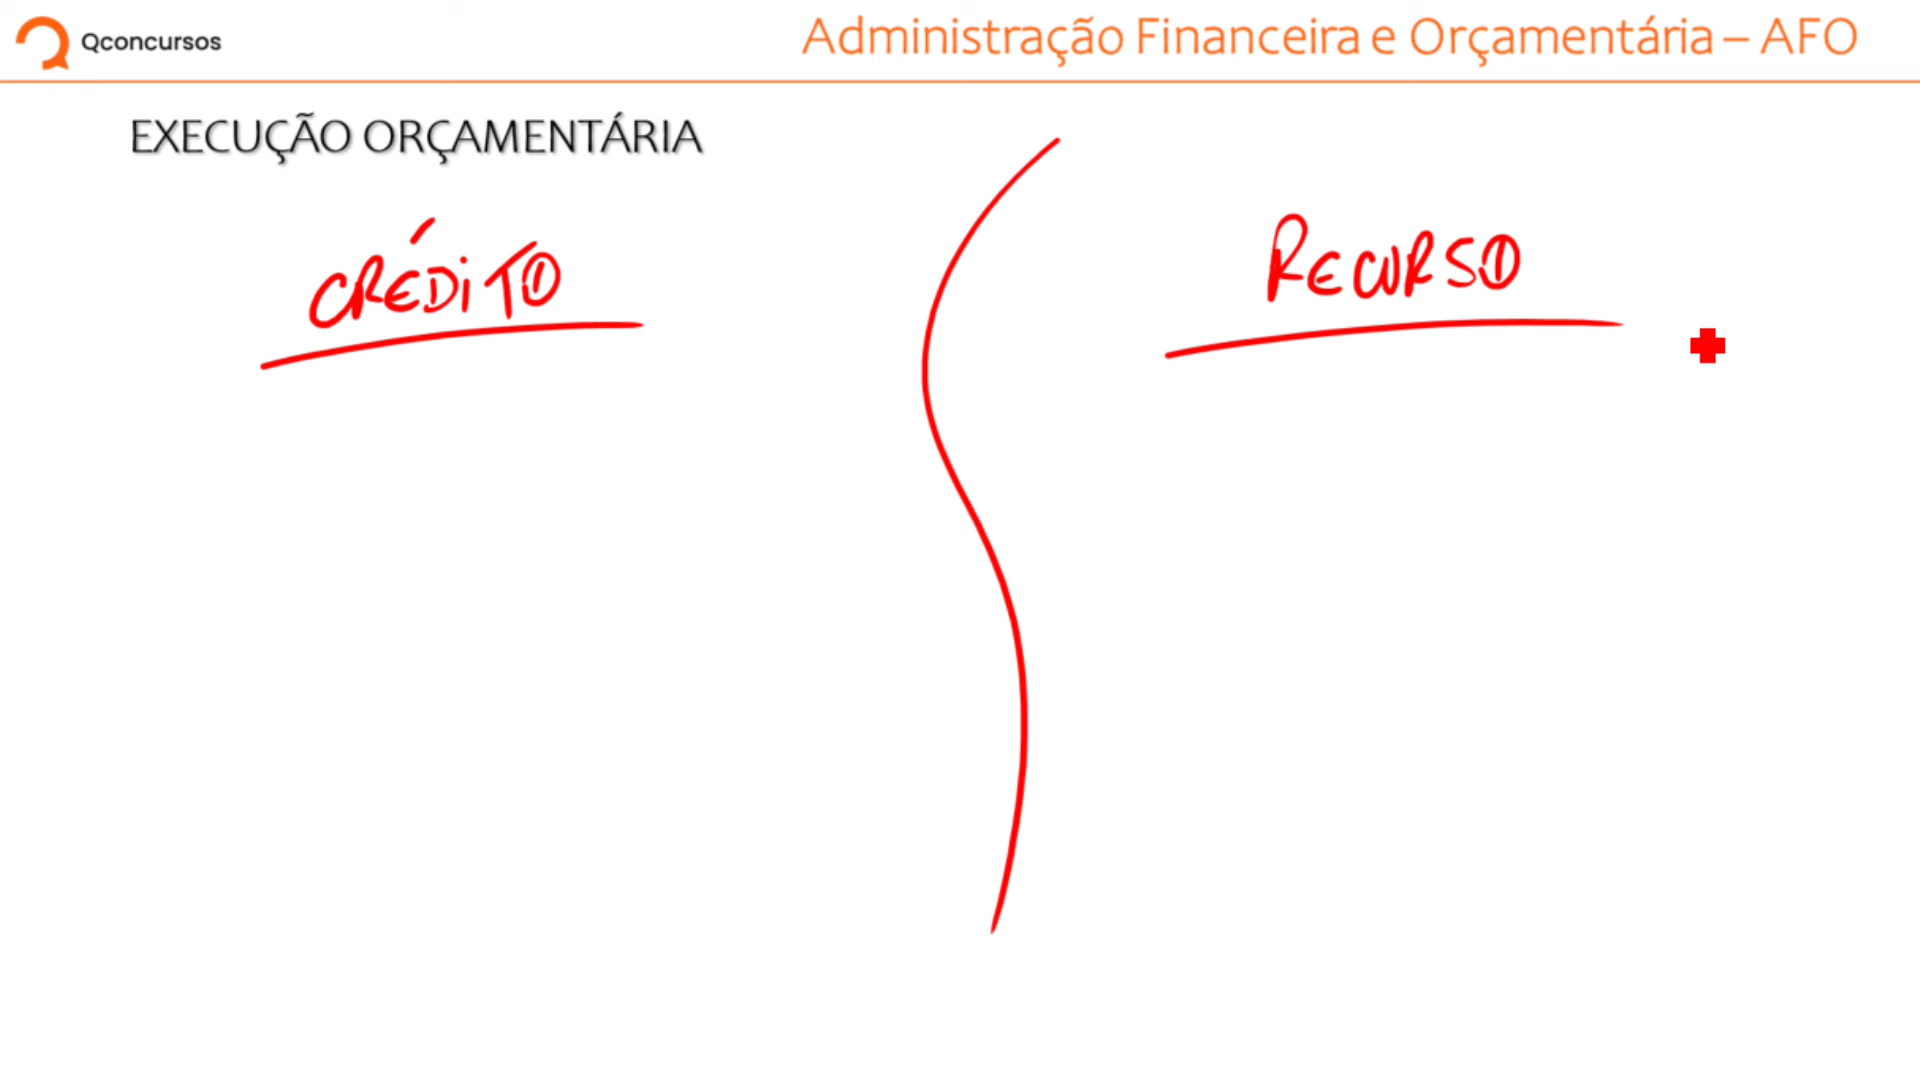 Qconcursos
Administração Financeira e Orçamentária – AFO
EXECUÇÃO ORÇAMENTÁRIA
CRÉDITO
RECURSO